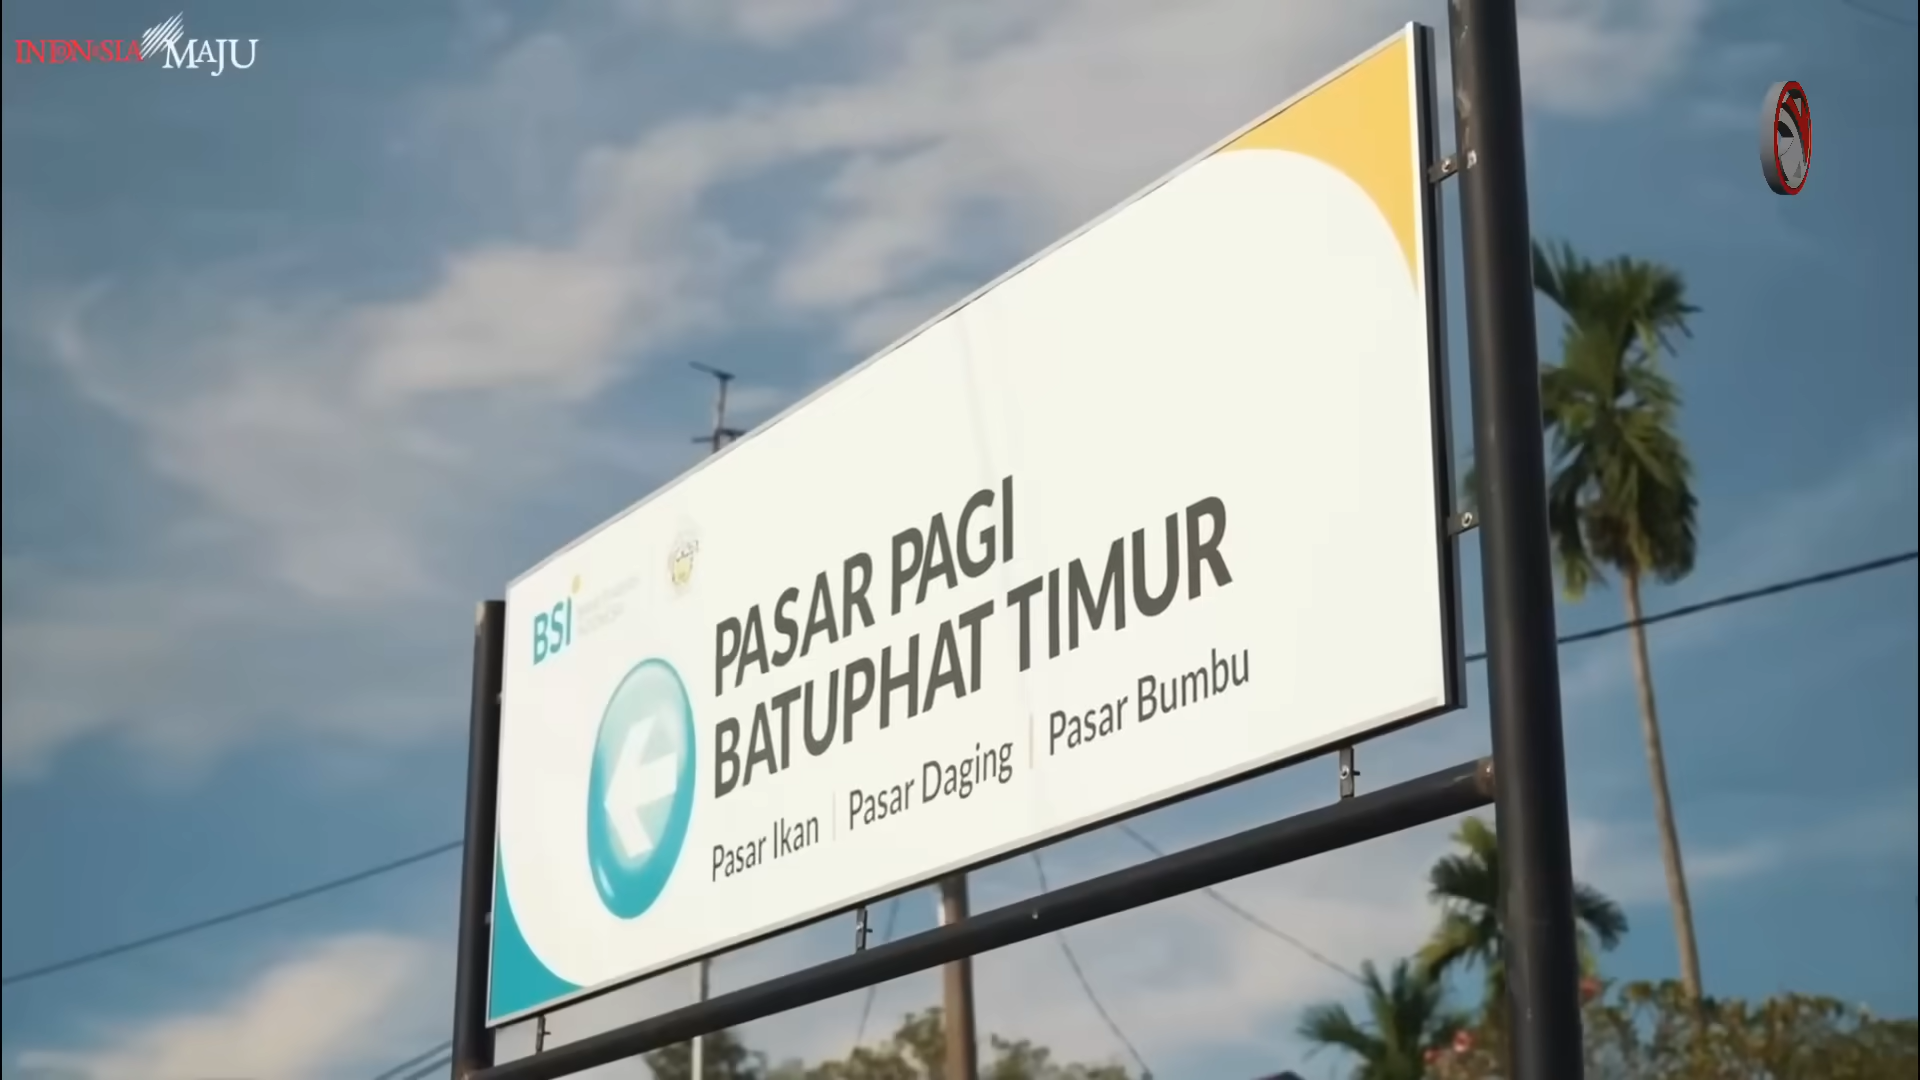 INDONESIA MAJU
BSI
PASAR PAGI
BATUPHAT TIMUR
Pasar Ikan | Pasar Daging | Pasar Bumbu